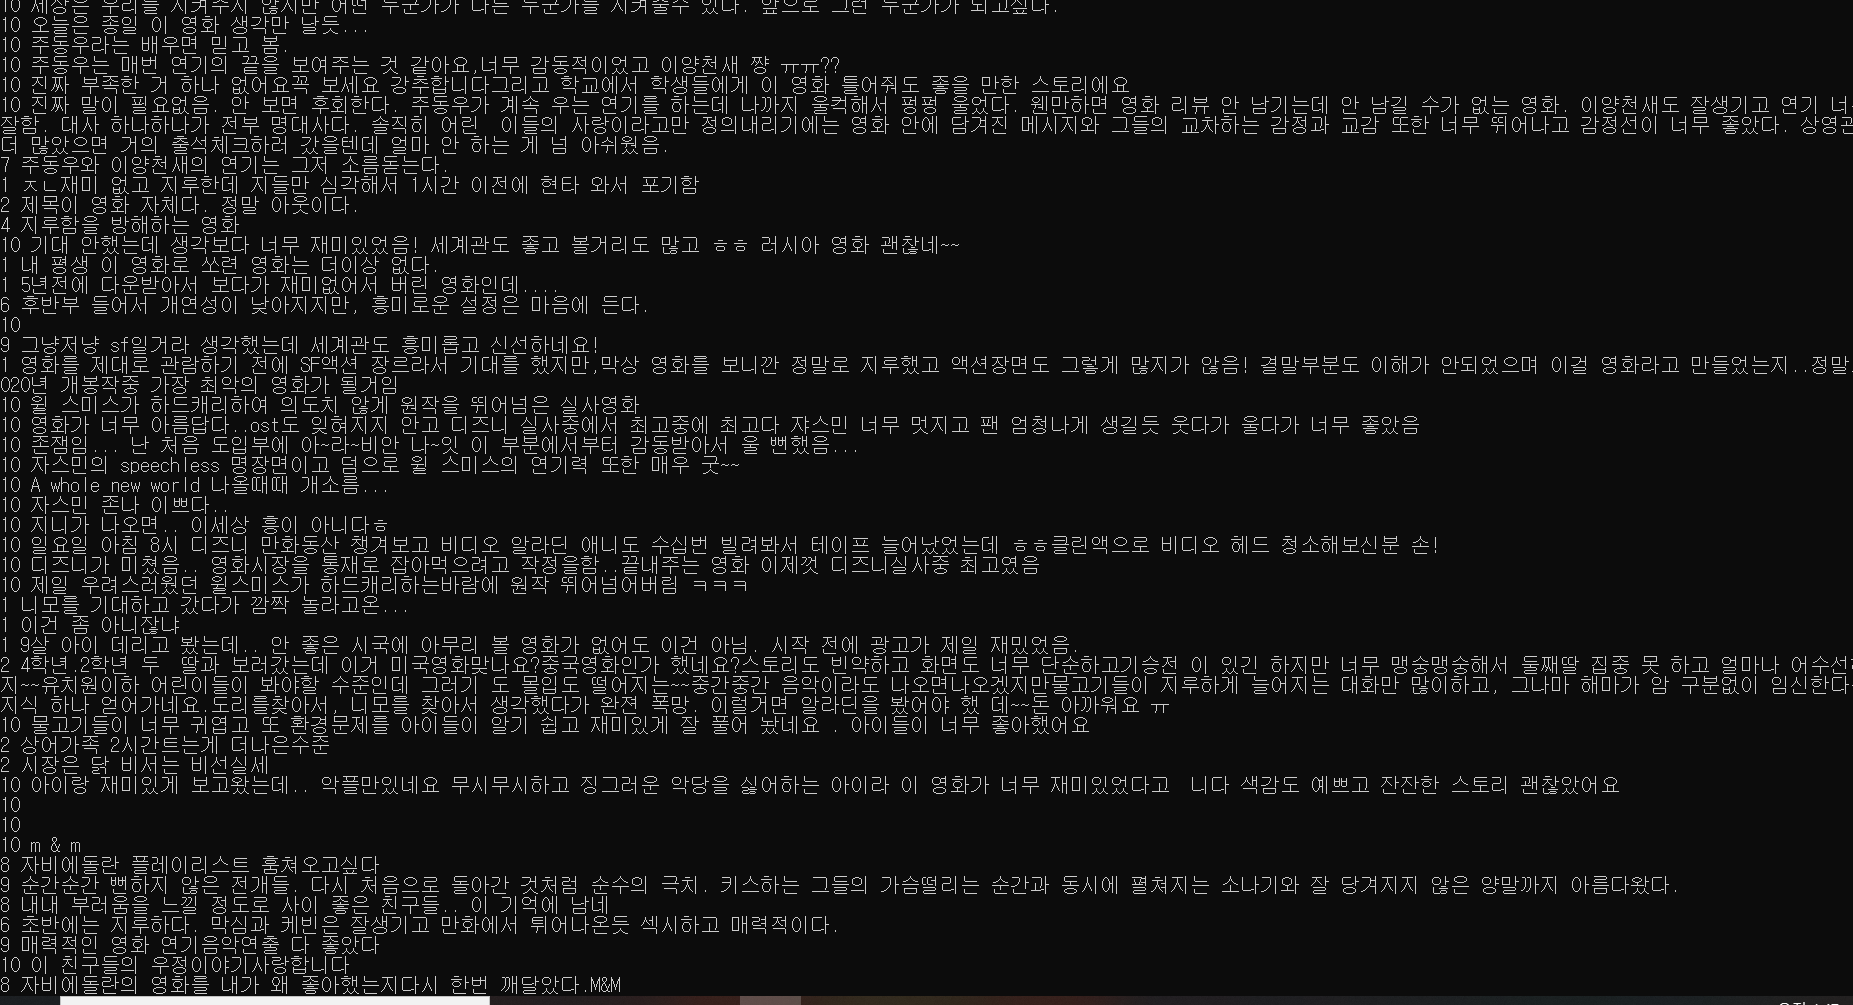 10 세상은 우리를 지켜주지 않지만 어떤 누군가가 다른 누군가를 지켜줄수 있다. 앞으로 그런 누군가가 되고싶다.
10 오늘은 종일 이 영화 생각만 날듯...
10 주동우라는 배우면 믿고 봄.
10 주동우는 매번 연기의 끝을 보여주는 것 같아요,너무 감동적이었고 이양천새 쨩 ㅠㅠ??
10 진짜 부족한 거 하나 없어요꼭 보세요 강추합니다그리고 학교에서 학생들에게 이 영화 틀어줘도 좋을 만한 스토리에요
10 진짜 말이 필요없음. 안 보면 후회한다. 주동우가 계속 우는 연기를 하는데 나까지 울컥해서 펑펑 울었다. 웬만하면 영화 리뷰 안 남기는데 안 남길 수가 없는 영화. 이양천새도 잘생기고 연기 너
잘함. 대사 하나하나가 전부 명대사다. 솔직히 어린  이들의 사랑이라고만 정의내리기에는 영화 안에 담겨진 메시지와 그들의 교차하는 감정과 교감 또한 너무 뛰어나고 감정선이 너무 좋았다. 상영관
더 많았으면 거의 출석체크하러 갔을텐데 얼마 안 하는 게 넘 아쉬웠음.
7 주동우와 이양천새의 연기는 그저 소름돋는다.
1 ㅈㄴ재미 없고 지루한데 지들만 심각해서 1시간 이전에 현타 와서 포기함
2 제목이 영화 자체다. 정말 아웃이다.
4 지루함을 방해하는 영화
10 기대 안했는데 생각보다 너무 재미있었음! 세계관도 좋고 볼거리도 많고 ㅎㅎ 러시아 영화 괜찮네~~
1 내 평생 이 영화로 쏘련 영화는 더이상 없다.
1 5년전에 다운받아서 보다가 재미없어서 버린 영화인데....
6 후반부 들어서 개연성이 낮아지지만, 흥미로운 설정은 마음에 든다.
10
9 그냥저냥 sf일거라 생각했는데 세계관도 흥미롭고 신선하네요!
1 영화를 제대로 관람하기 전에 SF액션 장르라서 기대를 했지만,막상 영화를 보니깐 정말로 지루했고 액션장면도 그렇게 많지가 않음! 결말부분도 이해가 안되었으며 이걸 영화라고 만들었는지..정말
020년 개봉작중 가장 최악의 영화가 될거임
10 윌 스미스가 하드캐리하여 의도치 않게 원작을 뛰어넘은 실사영화
10 영화가 너무 아름답다..ost도 잊혀지지 안고 디즈니 실사중에서 최고중에 최고다 쟈스민 너무 멋지고 팬 엄청나게 생길듯 웃다가 울다가 너무 좋았음
10 존잼임... 난 처음 도입부에 아~라~비안 나~잇 이 부분에서부터 감동받아서 울 뻔했음...
10 자스민의 speechless 명장면이고 덤으로 윌 스미스의 연기력 또한 매우 굿~~
10 A whole new world 나올때때 개소름...
10 자스민 존나 이쁘다..
10 지니가 나오면.. 이세상 흥이 아니다ㅎ
10 일요일 아침 8시 디즈니 만화동산 챙겨보고 비디오 알라딘 애니도 수십번 빌려봐서 테이프 늘어났었는데 ㅎㅎ클린액으로 비디오 헤드 청소해보신분 손!
10 디즈니가 미쳤음.. 영화시장을 통재로 잡아먹으려고 작정을함..끝내주는 영화 이제껏 디즈니실사중 최고였음
10 제일 우려스러웠던 윌스미스가 하드캐리하는바람에 원작 뛰어넘어버림 ㅋㅋㅋ
1 니모를 기대하고 갔다가 깜짝 놀라고온...
1 이건 좀 아니잖냐
1 9살 아이 데리고 봤는데.. 안 좋은 시국에 아무리 볼 영화가 없어도 이건 아님. 시작 전에 광고가 제일 재밌었음.
2 4학년.2학년 두  딸과 보러갔는데 이거 미국영화맞나요?중국영화인가 했네요?스토리도 빈약하고 화면도 너무 단순하고기승전 이 있긴 하지만 너무 맹숭맹숭해서 둘째딸 집중 못 하고 얼마나 어수선하
지~~유치원이하 어린이들이 봐야할 수준인데 그러기 도 몰입도 떨어지는~~중간중간 음악이라도 나오면나오겠지만물고기들이 지루하게 늘어지는 대화만 많이하고, 그나마 해마가 암 구분없이 임신한다
지식 하나 얻어가네요.도리를찾아서, 니모를 찾아서 생각했다가 완젼 폭망. 이럴거면 알라딘을 봤어야 했 데~~돈 아까워요 ㅠ
10 물고기들이 너무 귀엽고 또 환경문제를 아이들이 알기 쉽고 재미있게 잘 풀어 놨네요 . 아이들이 너무 좋아했어요
2 상어가족 2시간트는게 더나은수준
2 시장은 닭 비서는 비선실세
10 아이랑 재미있게 보고왔는데.. 악플만있네요 무시무시하고 징그러운 악당을 싫어하는 아이라 이 영화가 너무 재미있었다고  니다 색감도 예쁘고 잔잔한 스토리 괜찮았어요
10
10
10 m & m
8 자비에돌란 플레이리스트 훔쳐오고싶다
9 순간순간 뻔하지 않은 전개들. 다시 처음으로 돌아간 것처럼 순수의 극치. 키스하는 그들의 가슴떨리는 순간과 동시에 펼쳐지는 소나기와 잘 당겨지지 않은 양말까지 아름다왔다.
8 내내 부러움을 느낄 정도로 사이 좋은 친구들.. 이 기억에 남네
6 초반에는 지루하다. 막심과 케빈은 잘생기고 만화에서 튀어나온듯 섹시하고 매력적이다.
9 매력적인 영화 연기음악연출 다 좋았다
10 이 친구들의 우정이야기사랑합니다
8 자비에돌란의 영화를 내가 왜 좋아했는지다시 한번 깨달았다.M&M